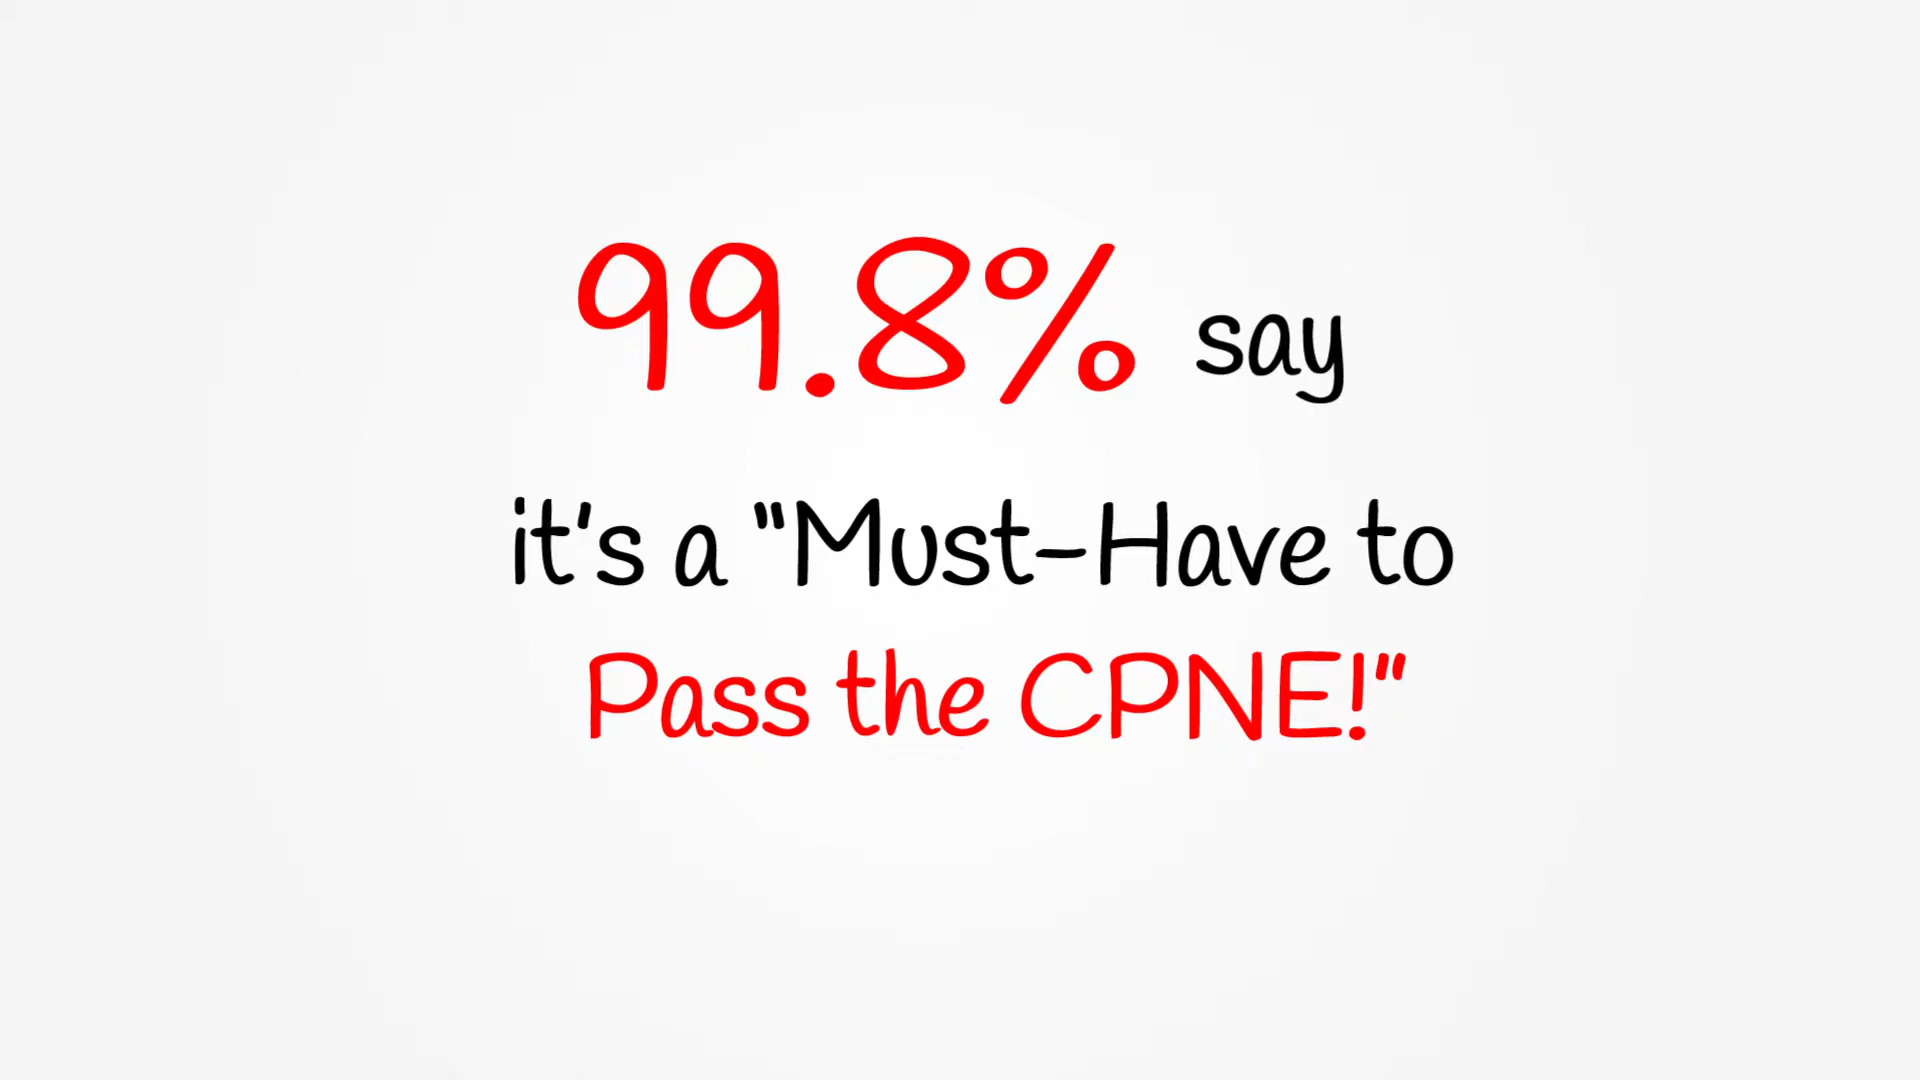 99.8% say
it's a "Must-Have to
Pass the CPNE!"